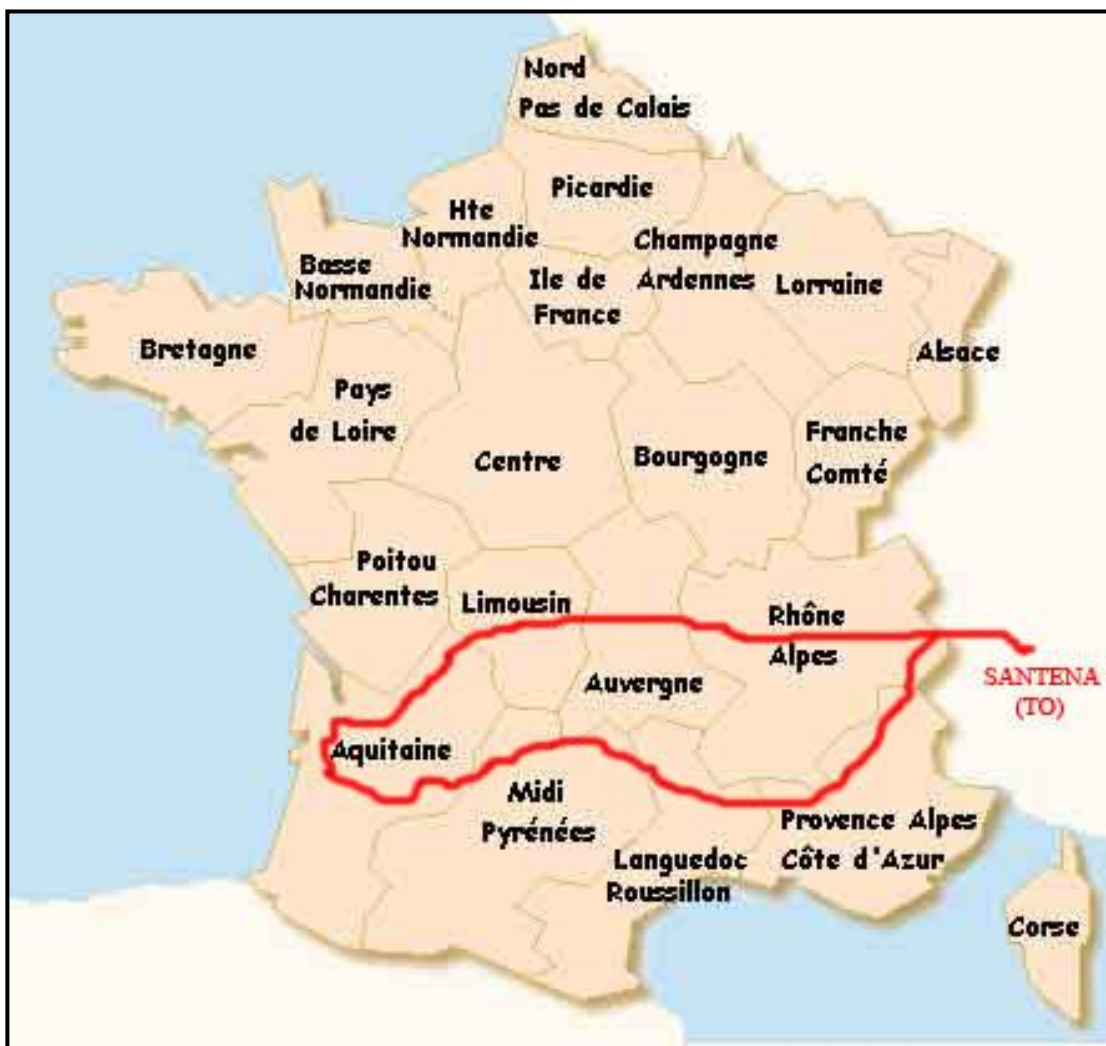 Nord
Pas de Calais
Picardie
Hte
Normandie
Basse
Normandie
Ile de
France
Champagne
Ardennes
Lorraine
Alsace
Bretagne
Pays
de Loire
Centre
Bourgogne
Franche
Comté
Poitou
Charentes
Limousin
Rhône
Alpes
Auvergne
SANTENA
(TO)
Aquitaine
Midi
Pyrénées
Provence Alpes
Côte d'Azur
Languedoc
Roussillon
Corse